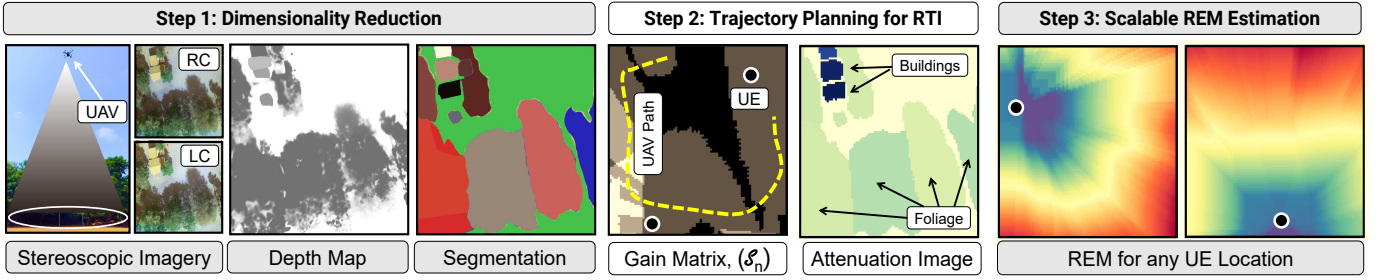 Step 1: Dimensionality Reduction
Step 2: Trajectory Planning for RTI
Step 3: Scalable REM Estimation
RC
UAV
LC
UAV Path
UE
Buildings
Foliage
Stereoscopic Imagery
Depth Map
Segmentation
Gain Matrix, (𝒮n)
Attenuation Image
REM for any UE Location